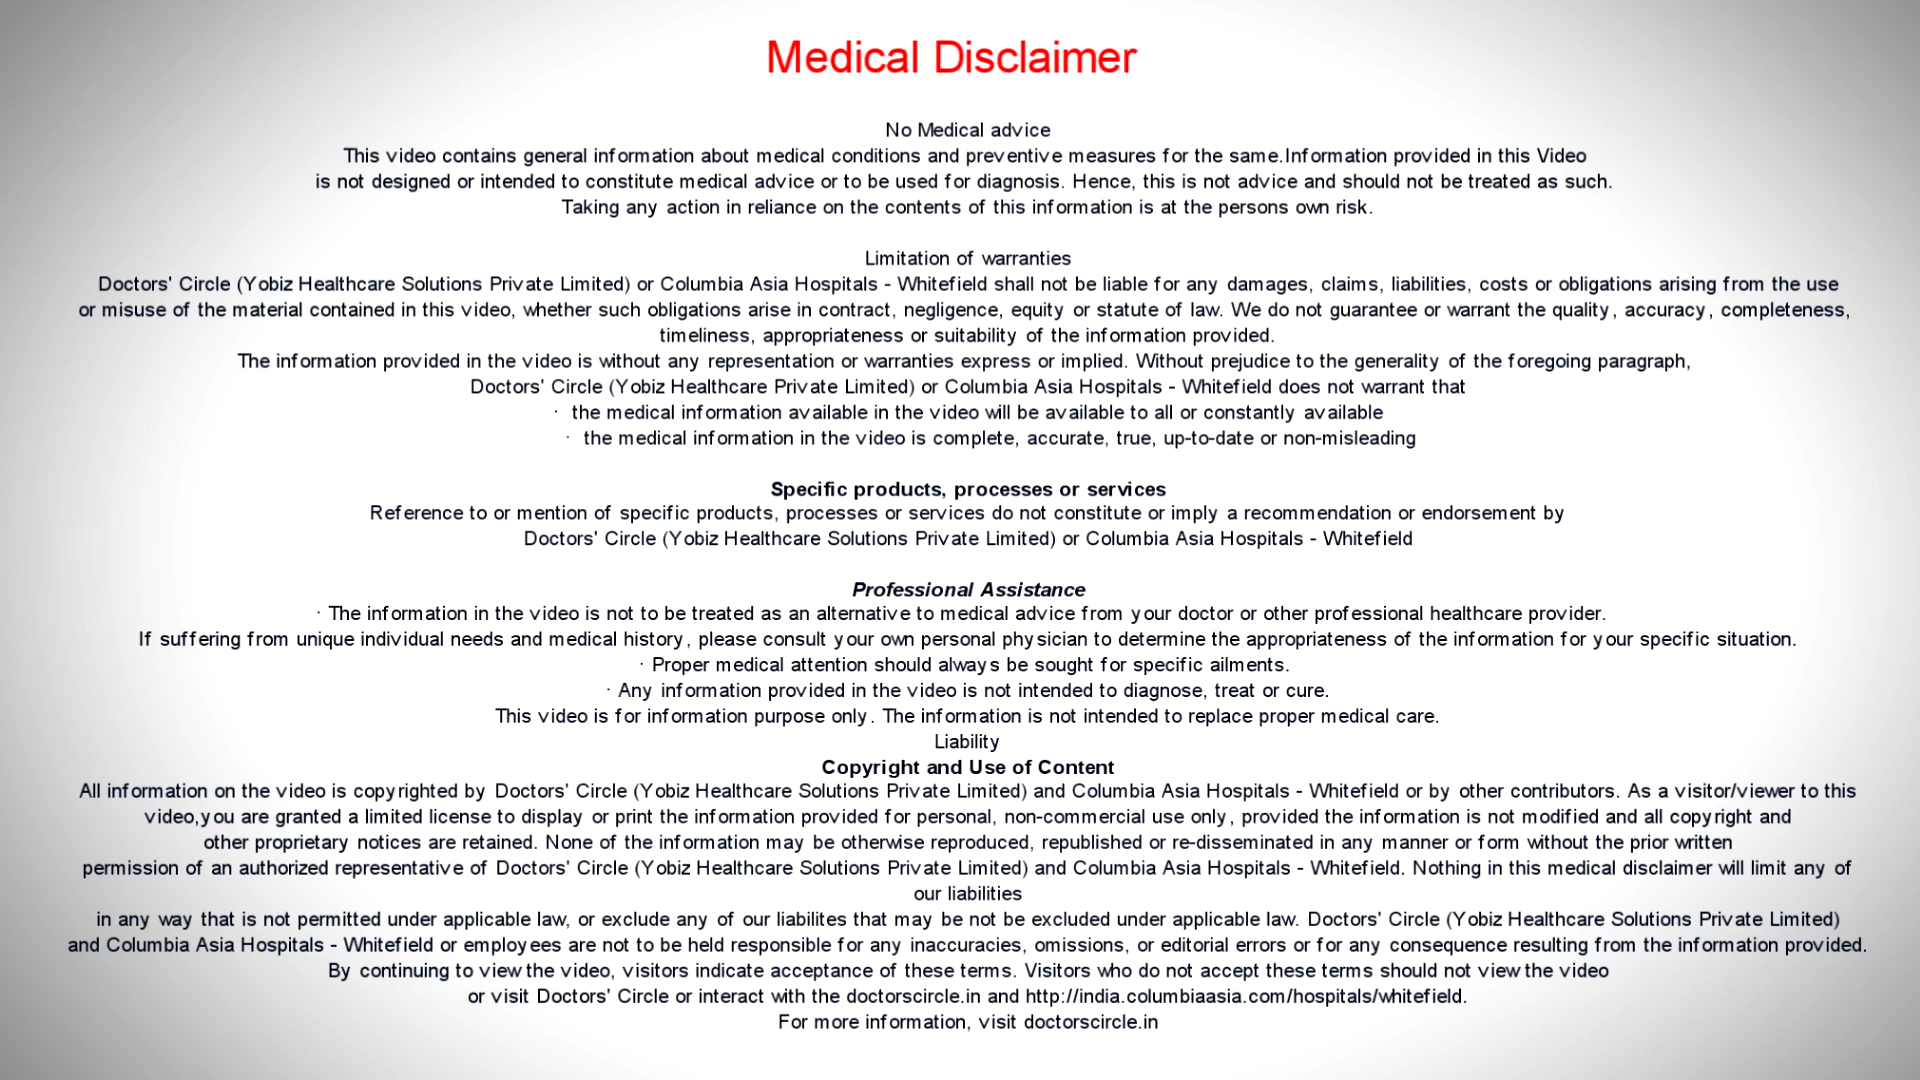 Medical Disclaimer
No Medical advice
This video contains general information about medical conditions and preventive measures for the same.Information provided in this Video
is not designed or intended to constitute medical advice or to be used for diagnosis. Hence, this is not advice and should not be treated as such.
Taking any action in reliance on the contents of this information is at the persons own risk.
Limitation of warranties
Doctors' Circle (Yobiz Healthcare Solutions Private Limited) or Columbia Asia Hospitals - Whitefield shall not be liable for any damages, claims, liabilities, costs or obligations arising from the use
or misuse of the material contained in this video, whether such obligations arise in contract, negligence, equity or statute of law. We do not guarantee or warrant the quality, accuracy, completeness,
timeliness, appropriateness or suitability of the information provided.
The information provided in the video is without any representation or warranties express or implied. Without prejudice to the generality of the foregoing paragraph,
Doctors' Circle (Yobiz Healthcare Private Limited) or Columbia Asia Hospitals - Whitefield does not warrant that
· the medical information available in the video will be available to all or constantly available
· the medical information in the video is complete, accurate, true, up-to-date or non-misleading
Specific products, processes or services
Reference to or mention of specific products, processes or services do not constitute or imply a recommendation or endorsement by
Doctors' Circle (Yobiz Healthcare Solutions Private Limited) or Columbia Asia Hospitals - Whitefield
Professional Assistance
· The information in the video is not to be treated as an alternative to medical advice from your doctor or other professional healthcare provider.
If suffering from unique individual needs and medical history, please consult your own personal physician to determine the appropriateness of the information for your specific situation.
· Proper medical attention should always be sought for specific ailments.
· Any information provided in the video is not intended to diagnose, treat or cure.
This video is for information purpose only. The information is not intended to replace proper medical care.
Liability
Copyright and Use of Content
All information on the video is copyrighted by Doctors' Circle (Yobiz Healthcare Solutions Private Limited) and Columbia Asia Hospitals - Whitefield or by other contributors. As a visitor/viewer to this
video,you are granted a limited license to display or print the information provided for personal, non-commercial use only, provided the information is not modified and all copyright and
other proprietary notices are retained. None of the information may be otherwise reproduced, republished or re-disseminated in any manner or form without the prior written
permission of an authorized representative of Doctors' Circle (Yobiz Healthcare Solutions Private Limited) and Columbia Asia Hospitals - Whitefield. Nothing in this medical disclaimer will limit any of
our liabilities
in any way that is not permitted under applicable law, or exclude any of our liabilites that may be not be excluded under applicable law. Doctors' Circle (Yobiz Healthcare Solutions Private Limited)
and Columbia Asia Hospitals - Whitefield or employees are not to be held responsible for any inaccuracies, omissions, or editorial errors or for any consequence resulting from the information provided.
By continuing to view the video, visitors indicate acceptance of these terms. Visitors who do not accept these terms should not view the video
or visit Doctors' Circle or interact with the doctorscircle.in and http://india.columbiaasia.com/hospitals/whitefield.
For more information, visit doctorscircle.in